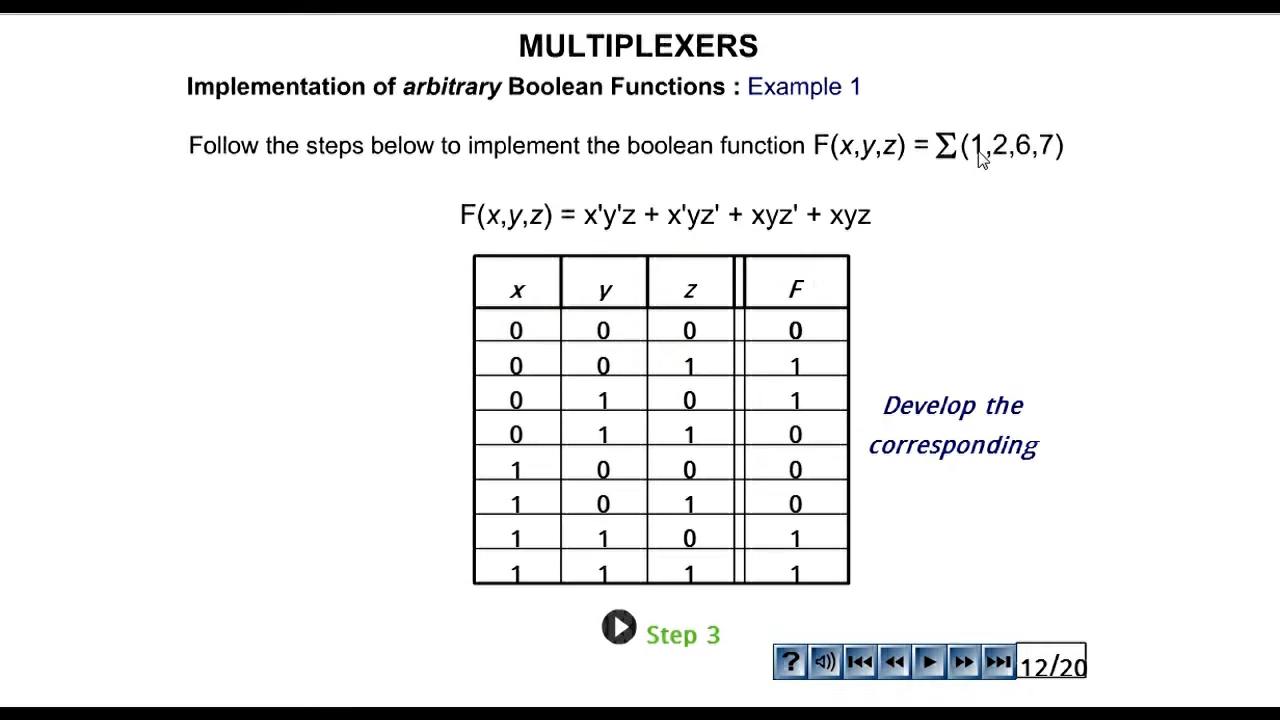 MULTIPLEXERS
Implementation of arbitrary Boolean Functions : Example 1
Follow the steps below to implement the boolean function F(x,y,z) = Σ(1,2,6,7)
F(x,y,z) = x'y'z + x'yz' + xyz' + xyz
x y z F
0 0 0 0
0 0 1 1
0 1 0 1
0 1 1 0
1 0 0 0
1 0 1 0
1 1 0 1
1 1 1 1
Develop the
corresponding
Step 3
? 12/20